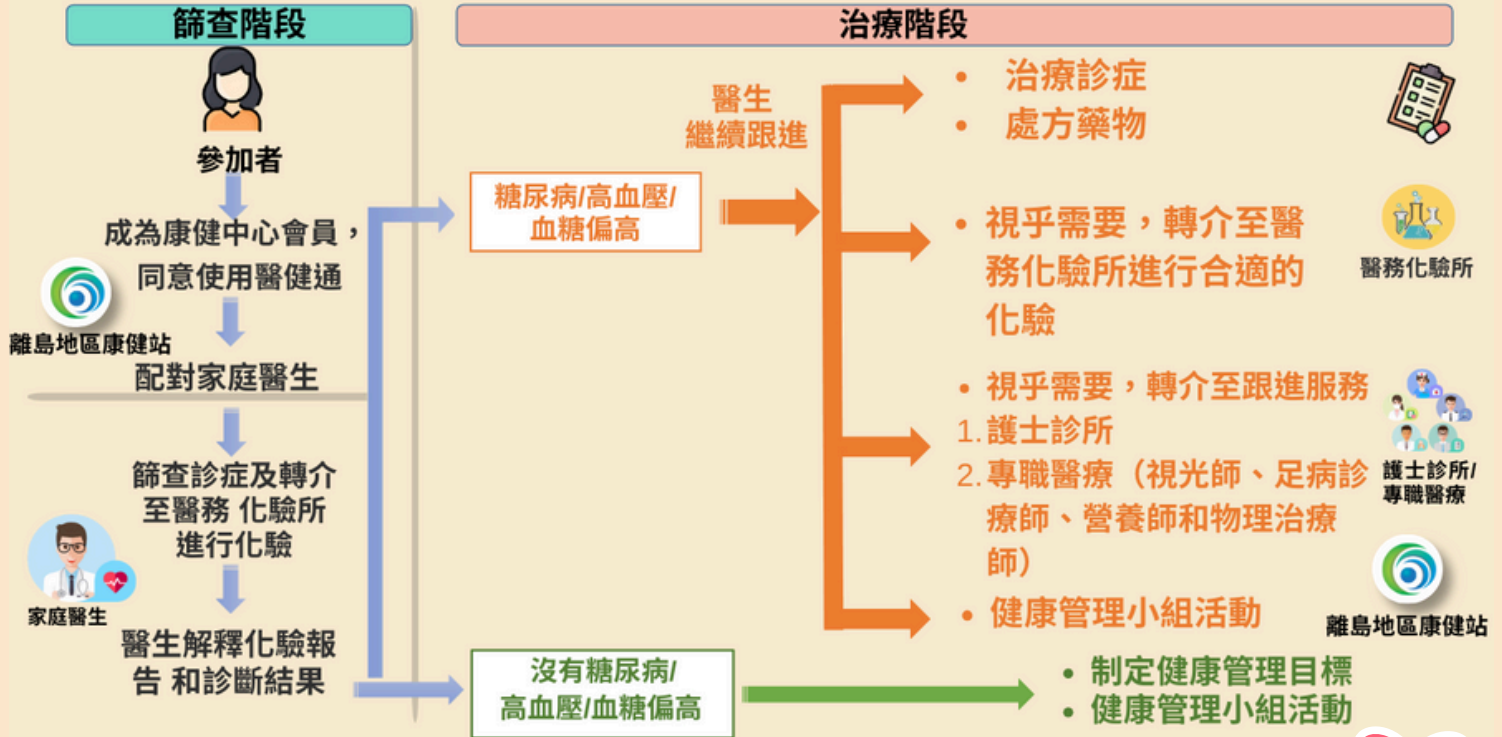 篩查階段
參加者
成為康健中心會員，
同意使用醫健通
離島地區康健站
配對家庭醫生
篩查診症及轉介
至醫務 化驗所
進行化驗
家庭醫生
醫生解釋化驗報
告 和診斷結果
治療階段
糖尿病/高血壓/
血糖偏高
醫生
繼續跟進
• 治療診症
• 處方藥物
• 視乎需要，轉介至醫
務化驗所進行合適的
化驗
醫務化驗所
• 視乎需要，轉介至跟進服務
1. 護士診所
2. 專職醫療（視光師、足病診
療師、營養師和物理治療
師）
護士診所/
專職醫療
• 健康管理小組活動
離島地區康健站
沒有糖尿病/
高血壓/血糖偏高
• 制定健康管理目標
• 健康管理小組活動